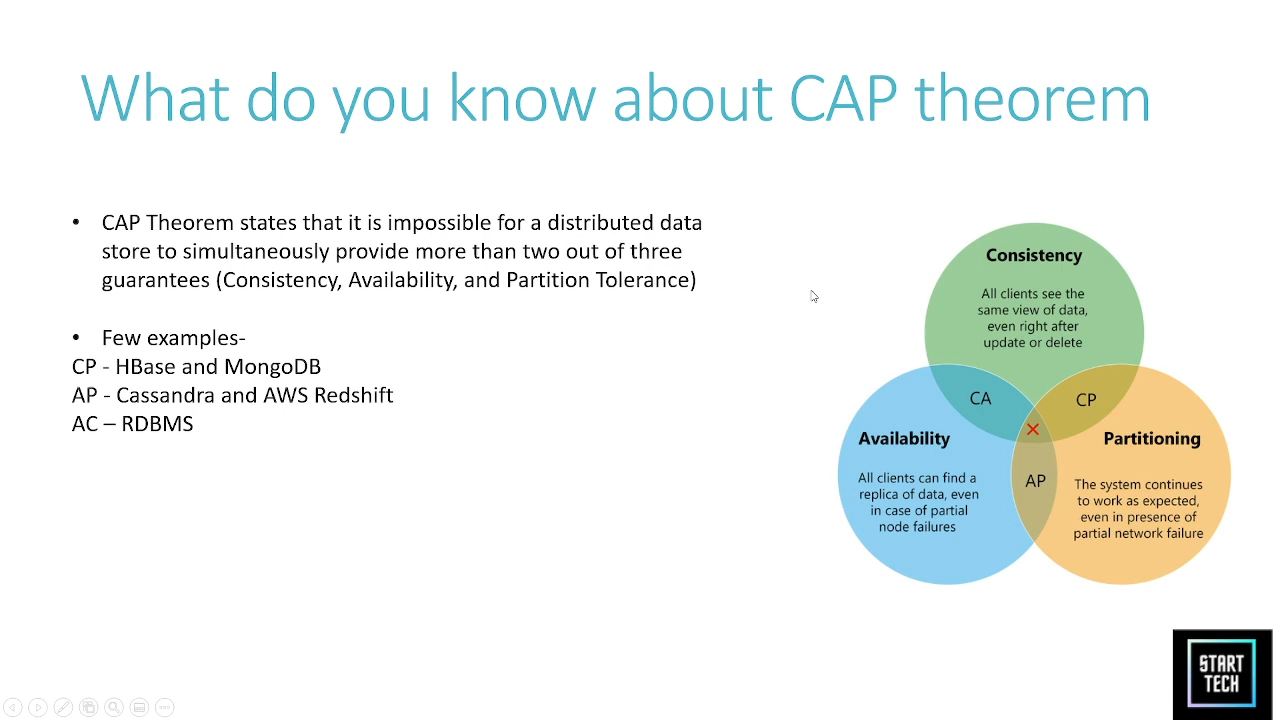 What do you know about CAP theorem
• CAP Theorem states that it is impossible for a distributed data
store to simultaneously provide more than two out of three
guarantees (Consistency, Availability, and Partition Tolerance)
• Few examples-
CP - HBase and MongoDB
AP - Cassandra and AWS Redshift
AC – RDBMS
Consistency
All clients see the
same view of data,
even right after
update or delete
CA
CP
Availability
All clients can find a
replica of data, even
in case of partial
node failures
AP
Partitioning
The system continues
to work as expected,
even in presence of
partial network failure
START
TECH